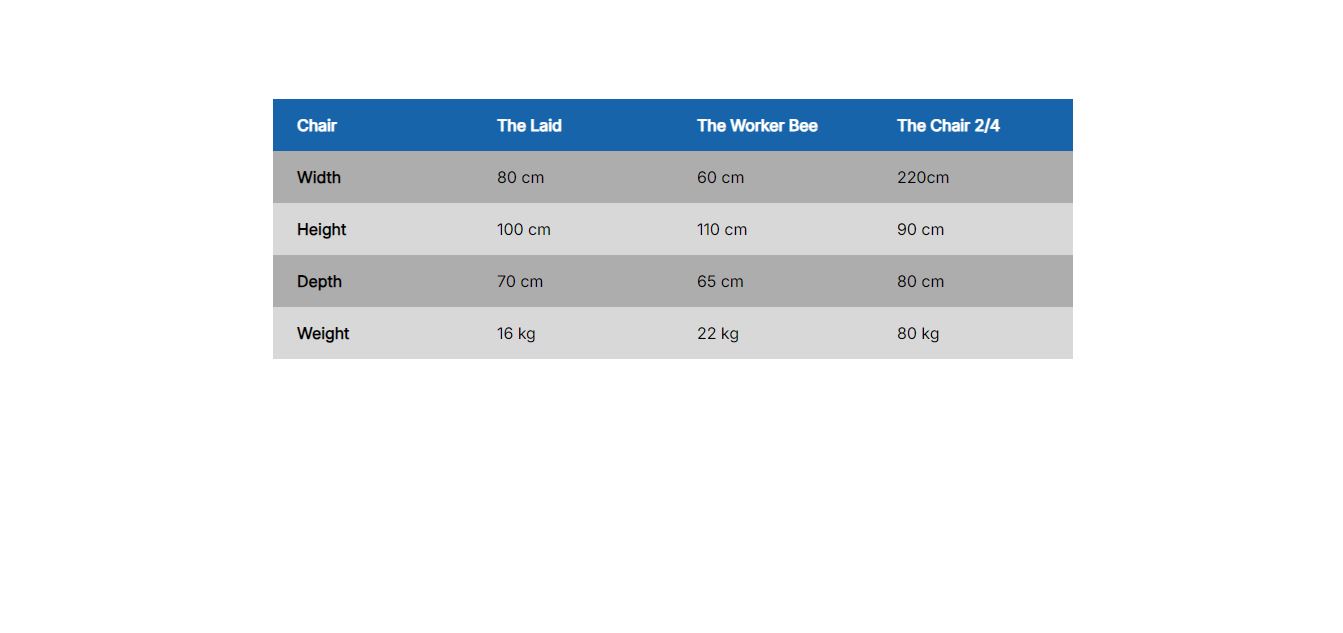 Chair The Laid The Worker Bee The Chair 2/4
Width 80 cm 60 cm 220cm
Height 100 cm 110 cm 90 cm
Depth 70 cm 65 cm 80 cm
Weight 16 kg 22 kg 80 kg